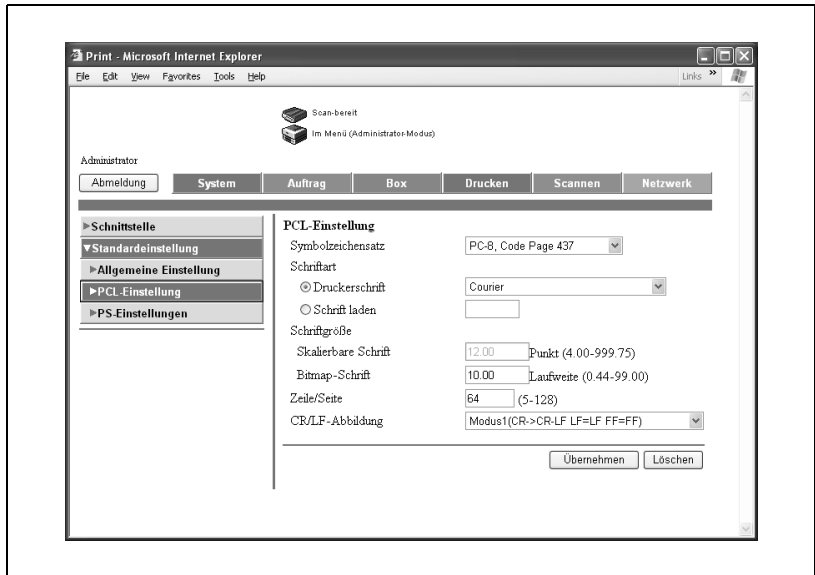 Print - Microsoft Internet Explorer
File Edit View Favorites Tools Help Links »
Scan-bereit
Im Menü (Administrator-Modus)
Administrator
Abmeldung System Auftrag Box Drucken Scannen Netzwerk
▶Schnittstelle
▼Standardeinstellung
▶Allgemeine Einstellung
▶PCL-Einstellung
▶PS-Einstellungen
PCL-Einstellung
Symbolzeichensatz PC-8, Code Page 437
Schriftart
Druckerschrift Courier
Schrift laden
Schriftgröße
Skalierbare Schrift 12.00 Punkt (4.00-999.75)
Bitmap-Schrift 10.00 Laufweite (0.44-99.00)
Zeile/Seite 64 (5-128)
CR/LF-Abbildung Modus1(CR->CR-LF LF=LF FF=FF)
Übernehmen Löschen